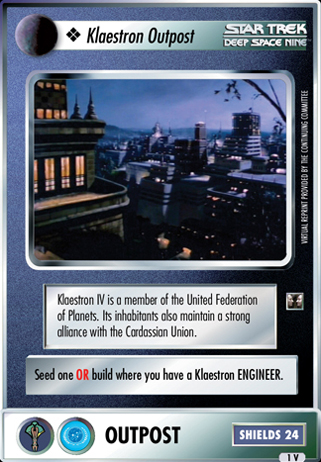 ❖ Klaestron Outpost
STAR TREK
DEEP SPACE NINE
VIRTUAL REPRINT PROVIDED BY THE CONTINUING COMMITTEE
Klaestron IV is a member of the United Federation
of Planets. Its inhabitants also maintain a strong
alliance with the Cardassian Union.
Seed one OR build where you have a Klaestron ENGINEER.
OUTPOST
SHIELDS 24
1 V